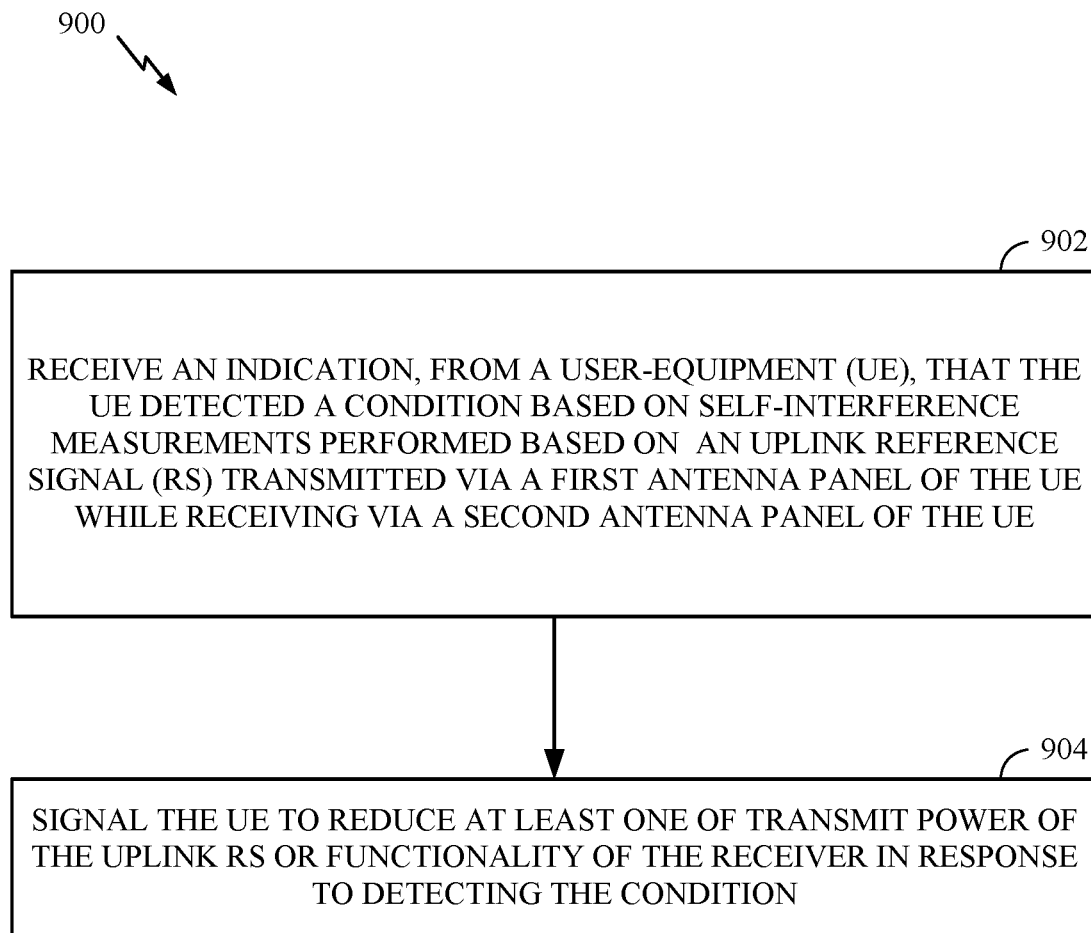 900
902
RECEIVE AN INDICATION, FROM A USER-EQUIPMENT (UE), THAT THE
UE DETECTED A CONDITION BASED ON SELF-INTERFERENCE
MEASUREMENTS PERFORMED BASED ON AN UPLINK REFERENCE
SIGNAL (RS) TRANSMITTED VIA A FIRST ANTENNA PANEL OF THE UE
WHILE RECEIVING VIA A SECOND ANTENNA PANEL OF THE UE
904
SIGNAL THE UE TO REDUCE AT LEAST ONE OF TRANSMIT POWER OF
THE UPLINK RS OR FUNCTIONALITY OF THE RECEIVER IN RESPONSE
TO DETECTING THE CONDITION